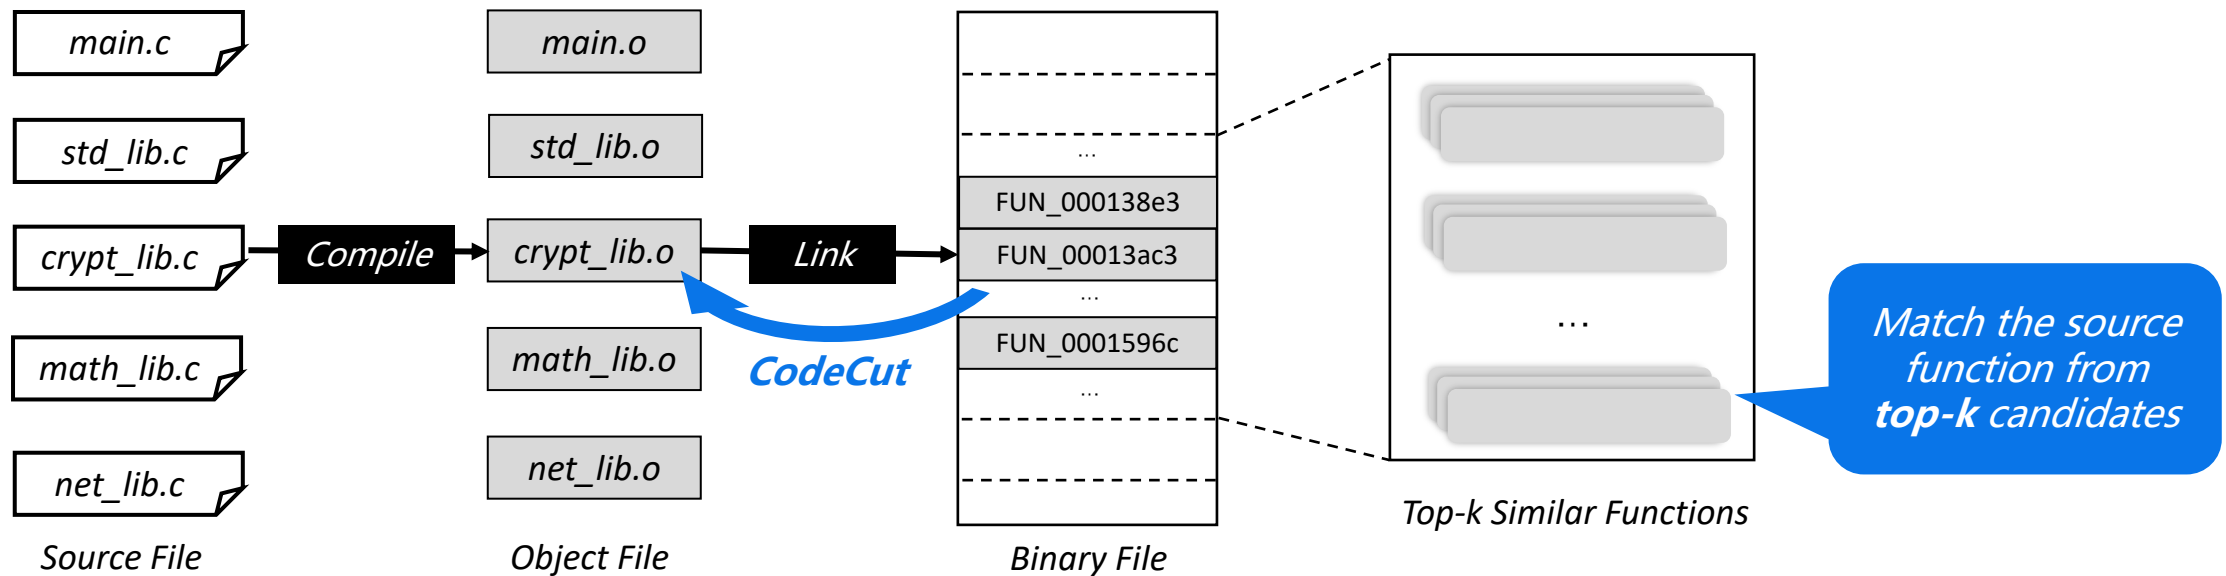 main.c
std_lib.c
crypt_lib.c
math_lib.c
net_lib.c
Source File
Compile
main.o
std_lib.o
crypt_lib.o
math_lib.o
net_lib.o
Object File
Link
CodeCut
...
FUN_000138e3
FUN_00013ac3
...
FUN_0001596c
...
Binary File
...
Top-k Similar Functions
Match the source
function from
top-k candidates